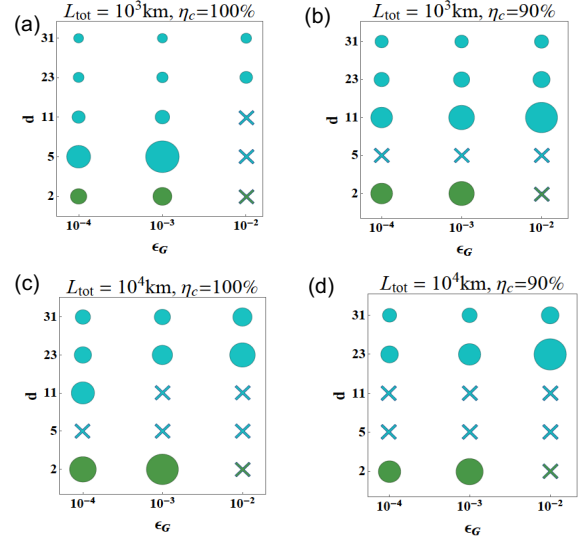 (a) L_tot = 10^3km, η_c=100%
31
23
11
5
2
d
10^-4 10^-3 10^-2
ϵ_G
(b) L_tot = 10^3km, η_c=90%
31
23
11
5
2
d
10^-4 10^-3 10^-2
ϵ_G
(c) L_tot = 10^4km, η_c=100%
31
23
11
5
2
d
10^-4 10^-3 10^-2
ϵ_G
(d) L_tot = 10^4km, η_c=90%
31
23
11
5
2
d
10^-4 10^-3 10^-2
ϵ_G